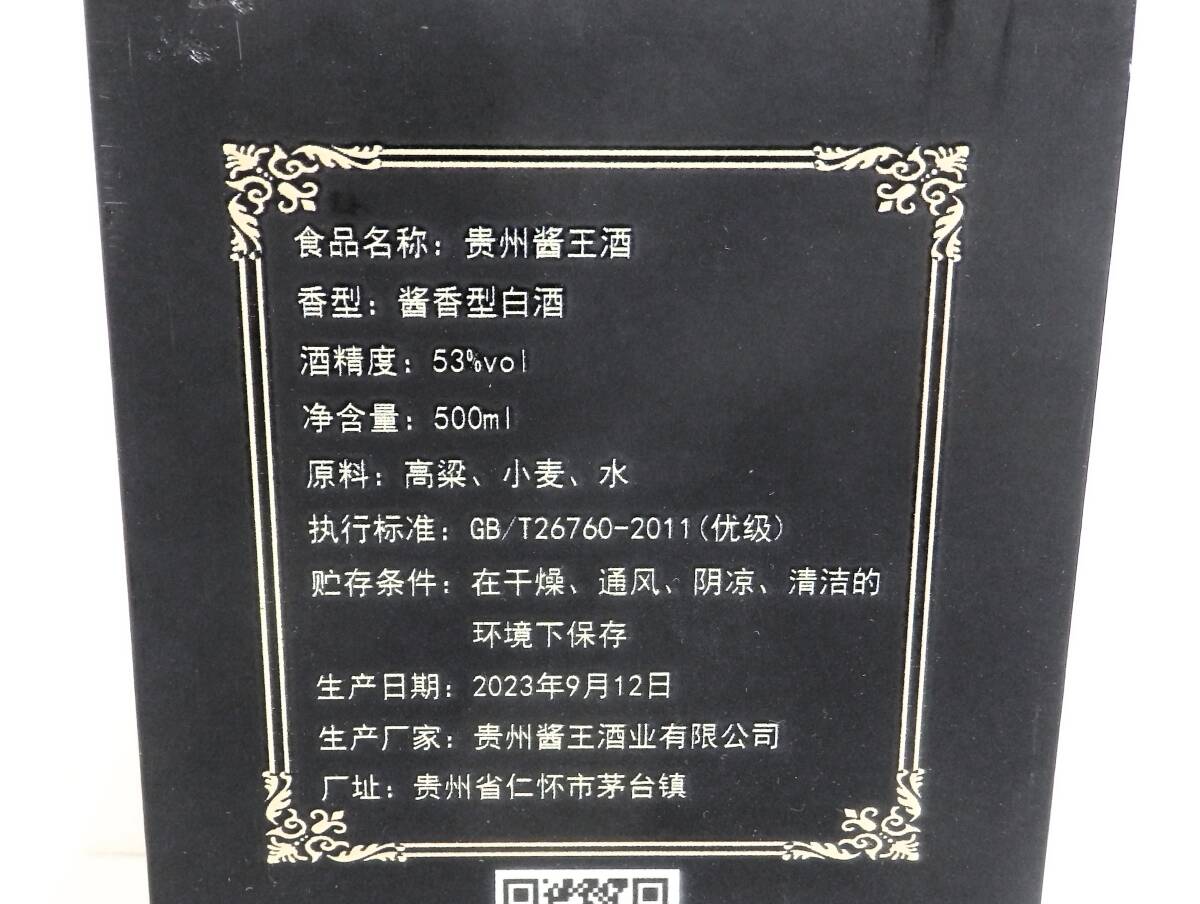 食品名称：贵州酱王酒
香型：酱香型白酒
酒精度：53%vol
净含量：500ml
原料：高粱、小麦、水
执行标准：GB/T26760-2011(优级)
贮存条件：在干燥、通风、阴凉、清洁的
环境下保存
生产日期：2023年9月12日
生产厂家：贵州酱王酒业有限公司
厂址：贵州省仁怀市茅台镇